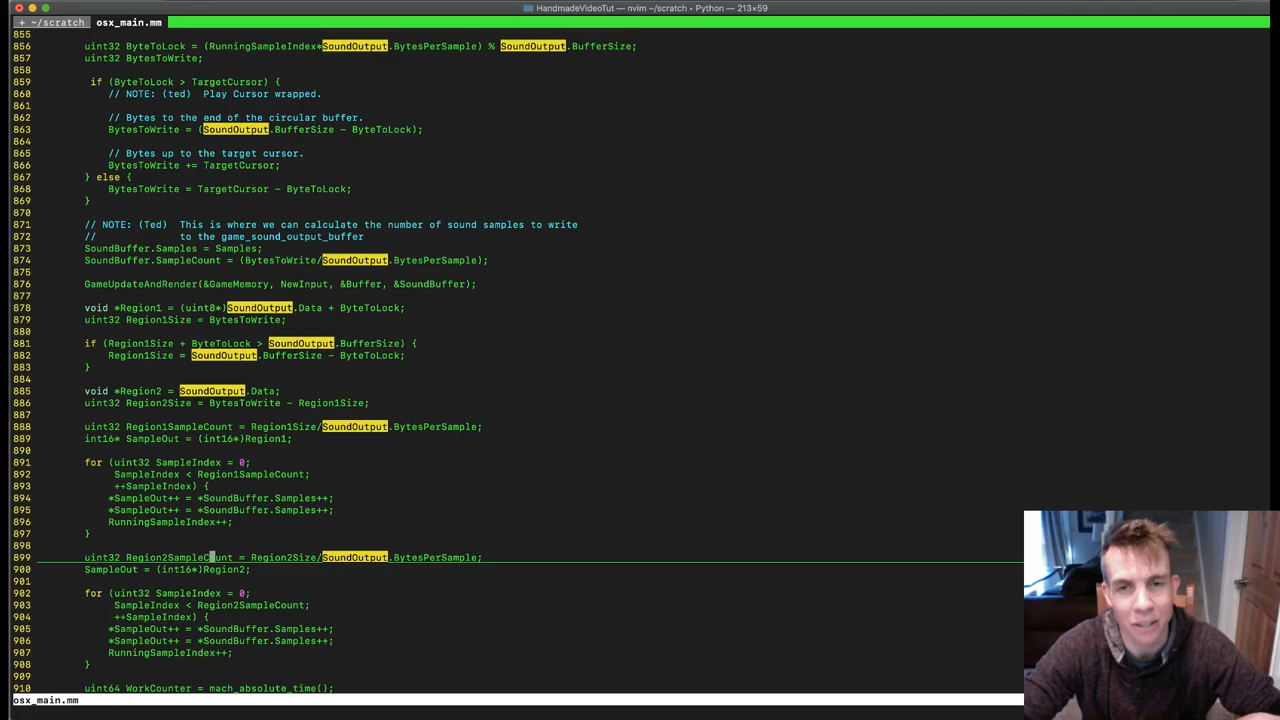 HandmadeVideoTut — nvim ~/scratch • Python — 213×59
+ ~/scratch  osx_main.mm
855
856 uint32 ByteToLock = (RunningSampleIndex*SoundOutput.BytesPerSample) % SoundOutput.BufferSize;
857 uint32 BytesToWrite;
858
859 if (ByteToLock > TargetCursor) {
860 // NOTE: (ted)  Play Cursor wrapped.
861
862 // Bytes to the end of the circular buffer.
863 BytesToWrite = (SoundOutput.BufferSize - ByteToLock);
864
865 // Bytes up to the target cursor.
866 BytesToWrite += TargetCursor;
867 } else {
868 BytesToWrite = TargetCursor - ByteToLock;
869 }
870
871 // NOTE: (Ted)  This is where we can calculate the number of sound samples to write
872 //              to the game_sound_output_buffer
873 SoundBuffer.Samples = Samples;
874 SoundBuffer.SampleCount = (BytesToWrite/SoundOutput.BytesPerSample);
875
876 GameUpdateAndRender(&GameMemory, NewInput, &Buffer, &SoundBuffer);
877
878 void *Region1 = (uint8*)SoundOutput.Data + ByteToLock;
879 uint32 Region1Size = BytesToWrite;
880
881 if (Region1Size + ByteToLock > SoundOutput.BufferSize) {
882 Region1Size = SoundOutput.BufferSize - ByteToLock;
883 }
884
885 void *Region2 = SoundOutput.Data;
886 uint32 Region2Size = BytesToWrite - Region1Size;
887
888 uint32 Region1SampleCount = Region1Size/SoundOutput.BytesPerSample;
889 int16* SampleOut = (int16*)Region1;
890
891 for (uint32 SampleIndex = 0;
892 SampleIndex < Region1SampleCount;
893 ++SampleIndex) {
894 *SampleOut++ = *SoundBuffer.Samples++;
895 *SampleOut++ = *SoundBuffer.Samples++;
896 RunningSampleIndex++;
897 }
898
899 uint32 Region2SampleCount = Region2Size/SoundOutput.BytesPerSample;
900 SampleOut = (int16*)Region2;
901
902 for (uint32 SampleIndex = 0;
903 SampleIndex < Region2SampleCount;
904 ++SampleIndex) {
905 *SampleOut++ = *SoundBuffer.Samples++;
906 *SampleOut++ = *SoundBuffer.Samples++;
907 RunningSampleIndex++;
908 }
909
910 uint64 WorkCounter = mach_absolute_time();
osx_main.mm